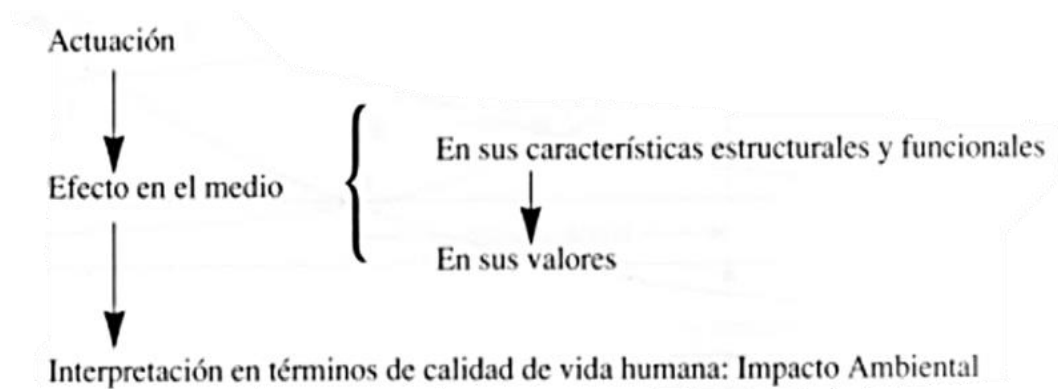 Actuación
En sus características estructurales y funcionales
Efecto en el medio
En sus valores
Interpretación en términos de calidad de vida humana: Impacto Ambiental